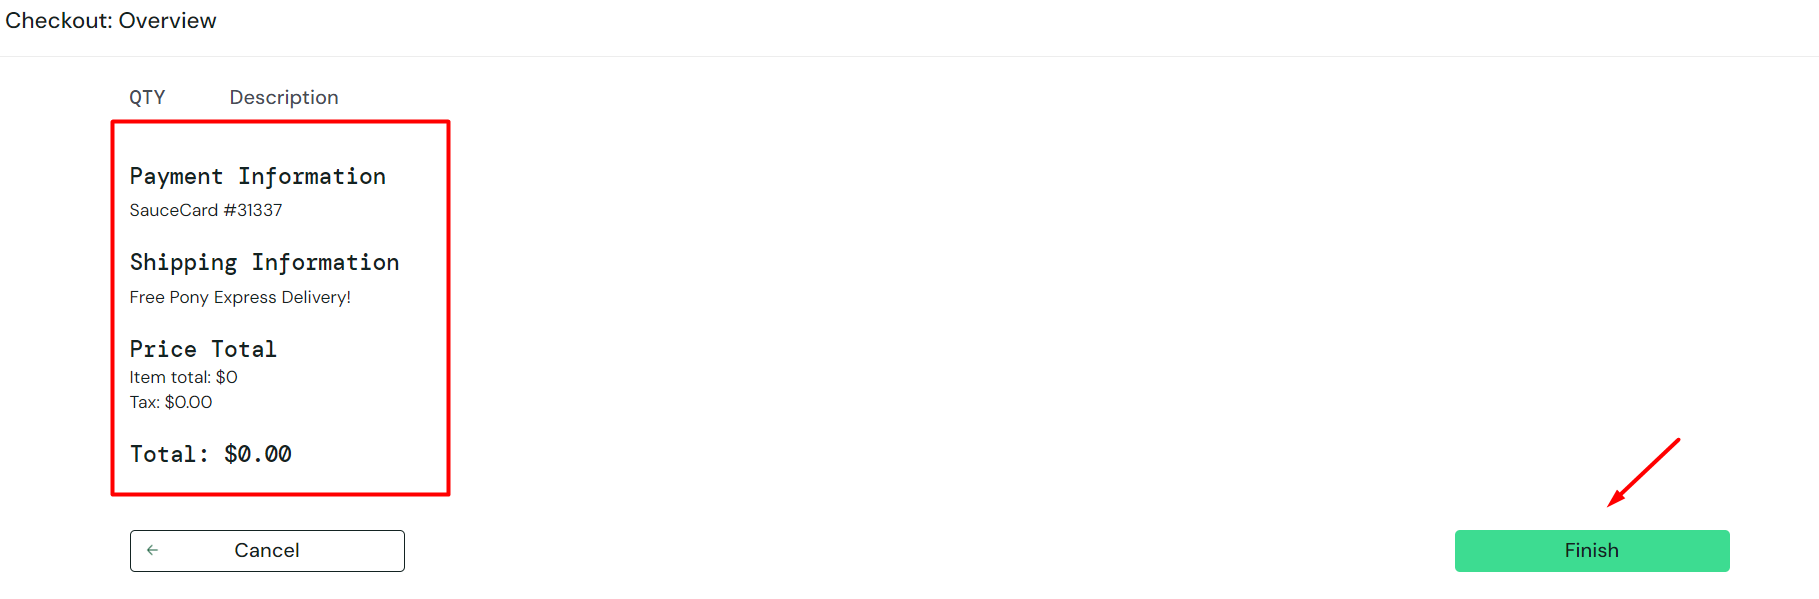 Checkout: Overview
QTY Description
Payment Information
SauceCard #31337
Shipping Information
Free Pony Express Delivery!
Price Total
Item total: $0
Tax: $0.00
Total: $0.00
Cancel
Finish